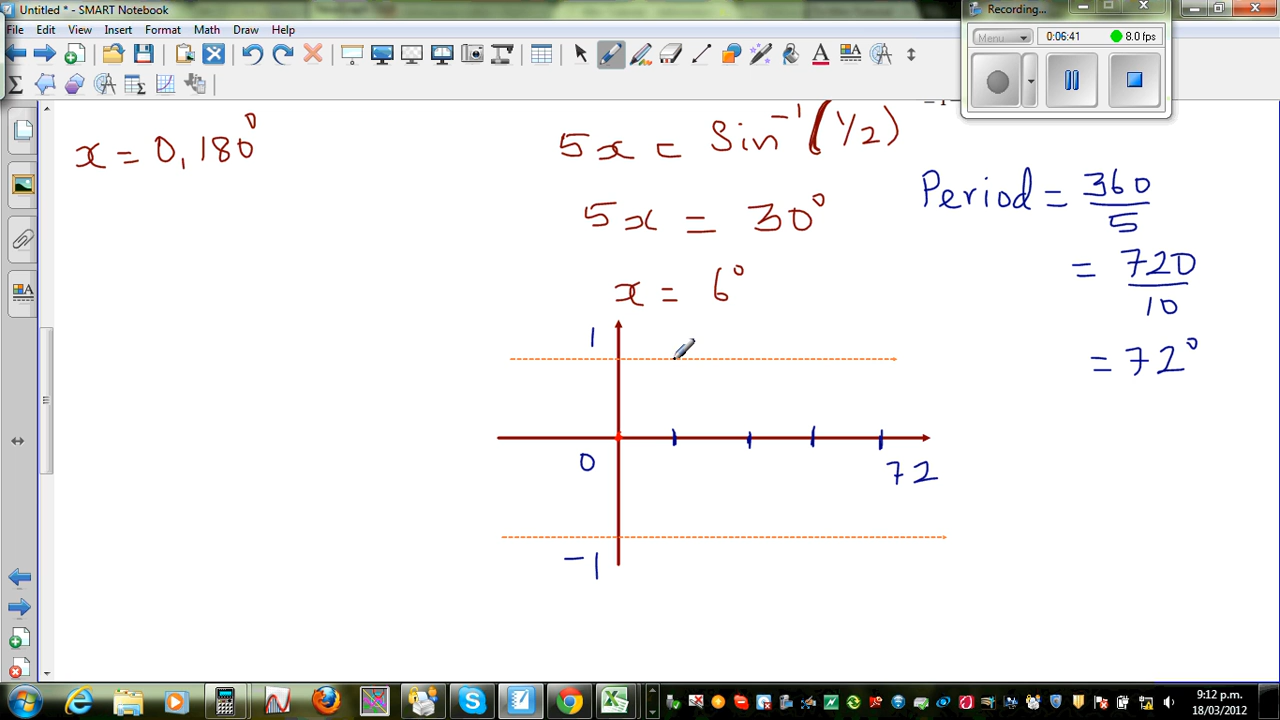 Untitled * - SMART Notebook
Recording...
File Edit View Insert Format Math Draw Help
Menu
0:06:41
8.0 fps
x = 0, 180°
5x = Sin⁻¹(1/2)
5x = 30°
x = 6°
Period = 360/5
= 720/10
= 72°
1
0
72
-1
9:12 p.m.
18/03/2012